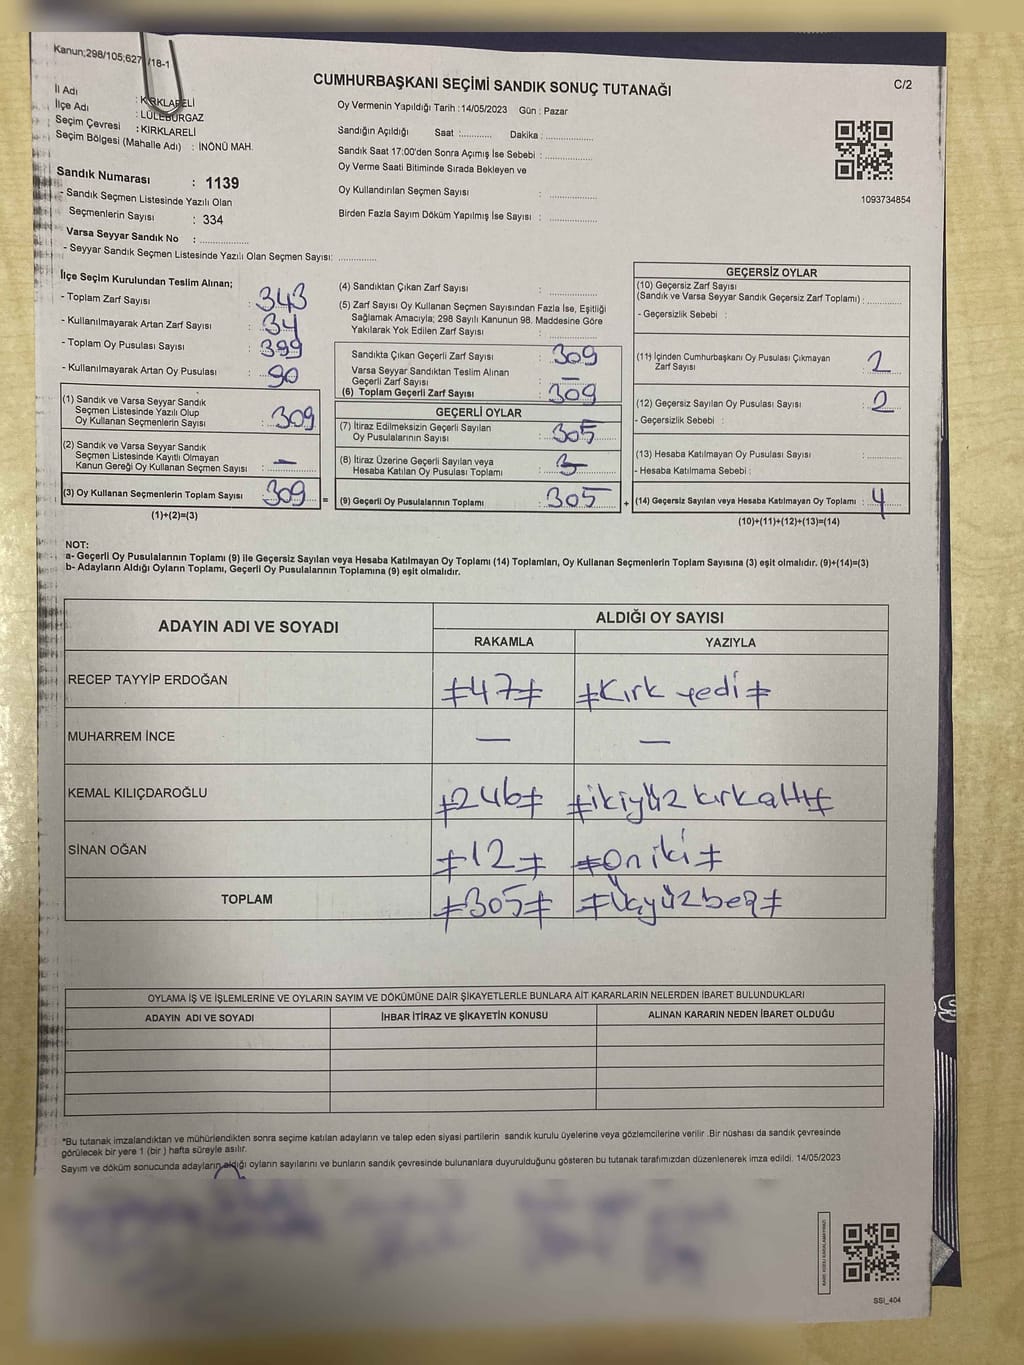 Kanun;298/105;627 /18-1
C/2
CUMHURBAŞKANI SEÇİMİ SANDIK SONUÇ TUTANAĞI
İl Adı : KIRKLARELİ
İlçe Adı : LÜLEBURGAZ
Seçim Çevresi : KIRKLARELİ
Seçim Bölgesi (Mahalle Adı) : İNÖNÜ MAH.
Sandık Numarası : 1139
- Sandık Seçmen Listesinde Yazılı Olan
Seçmenlerin Sayısı : 334
Varsa Seyyar Sandık No : ..................
- Seyyar Sandık Seçmen Listesinde Yazılı Olan Seçmen Sayısı: ..............
Oy Vermenin Yapıldığı Tarih : 14/05/2023 Gün : Pazar
Sandığın Açıldığı Saat :........... Dakika : ................
Sandık Saat 17:00'den Sonra Açımış İse Sebebi : ................
Oy Verme Saati Bitiminde Sırada Bekleyen ve
Oy Kullandırılan Seçmen Sayısı : ................
Birden Fazla Sayım Döküm Yapılmış İse Sayısı : ................
1093734854
İlçe Seçim Kurulundan Teslim Alınan;
- Toplam Zarf Sayısı : 343
- Kullanılmayarak Artan Zarf Sayısı : 34
- Toplam Oy Pusulası Sayısı : 399
- Kullanılmayarak Artan Oy Pusulası : 90
(1) Sandık ve Varsa Seyyar Sandık
Seçmen Listesinde Yazılı Olup
Oy Kullanan Seçmenlerin Sayısı : 309
(2) Sandık ve Varsa Seyyar Sandık
Seçmen Listesinde Kayıtlı Olmayan
Kanun Gereği Oy Kullanan Seçmen Sayısı : —
(3) Oy Kullanan Seçmenlerin Toplam Sayısı : 309 =
(1)+(2)=(3)
(4) Sandıktan Çıkan Zarf Sayısı : ................
(5) Zarf Sayısı Oy Kullanan Seçmen Sayısından Fazla İse, Eşitliği
Sağlamak Amacıyla; 298 Sayılı Kanunun 98. Maddesine Göre
Yakılarak Yok Edilen Zarf Sayısı : ................
Sandıkta Çıkan Geçerli Zarf Sayısı : 309
Varsa Seyyar Sandıktan Teslim Alınan
Geçerli Zarf Sayısı : —
(6) Toplam Geçerli Zarf Sayısı : 309
GEÇERLİ OYLAR
(7) İtiraz Edilmeksizin Geçerli Sayılan
Oy Pusulalarının Sayısı : 305
(8) İtiraz Üzerine Geçerli Sayılan veya
Hesaba Katılan Oy Pusulası Toplamı :
(9) Geçerli Oy Pusulalarının Toplamı : 305 +
GEÇERSİZ OYLAR
(10) Geçersiz Zarf Sayısı
(Sandık ve Varsa Seyyar Sandık Geçersiz Zarf Toplamı) : ............
- Geçersizlik Sebebi :
(11) İçinden Cumhurbaşkanı Oy Pusulası Çıkmayan
Zarf Sayısı : 2
(12) Geçersiz Sayılan Oy Pusulası Sayısı : 2
- Geçersizlik Sebebi :
(13) Hesaba Katılmayan Oy Pusulası Sayısı : ............
- Hesaba Katılmama Sebebi :
(14) Geçersiz Sayılan veya Hesaba Katılmayan Oy Toplamı : 4
(10)+(11)+(12)+(13)=(14)
NOT:
a- Geçerli Oy Pusulalarının Toplamı (9) ile Geçersiz Sayılan veya Hesaba Katılmayan Oy Toplamı (14) Toplamları, Oy Kullanan Seçmenlerin Toplam Sayısına (3) eşit olmalıdır. (9)+(14)=(3)
b- Adayların Aldığı Oyların Toplamı, Geçerli Oy Pusulalarının Toplamına (9) eşit olmalıdır.
ADAYIN ADI VE SOYADI ALDIĞI OY SAYISI
RAKAMLA YAZIYLA
RECEP TAYYİP ERDOĞAN ≠47≠ ≠Kırk yedi≠
MUHARREM İNCE — —
KEMAL KILIÇDAROĞLU ≠246≠ ≠ikiyüz kırkaltı≠
SİNAN OĞAN ≠12≠ ≠on iki≠
TOPLAM ≠305≠ ≠Üçyüzbeş≠
OYLAMA İŞ VE İŞLEMLERİNE VE OYLARIN SAYIM VE DÖKÜMÜNE DAİR ŞİKAYETLERLE BUNLARA AİT KARARLARIN NELERDEN İBARET BULUNDUKLARI
ADAYIN ADI VE SOYADI İHBAR İTİRAZ VE ŞİKAYETİN KONUSU ALINAN KARARIN NEDEN İBARET OLDUĞU
*Bu tutanak imzalandıktan ve mühürlendikten sonra seçime katılan adayların ve talep eden siyasi partilerin sandık kurulu üyelerine veya gözlemcilerine verilir .Bir nüshası da sandık çevresinde
görülecek bir yere 1 (bir ) hafta süreyle asılır.
Sayım ve döküm sonucunda adayların aldığı oyların sayılarını ve bunların sandık çevresinde bulunanlara duyurulduğunu gösteren bu tutanak tarafımızdan düzenlenerek imza edildi. 14/05/2023
SSI_404